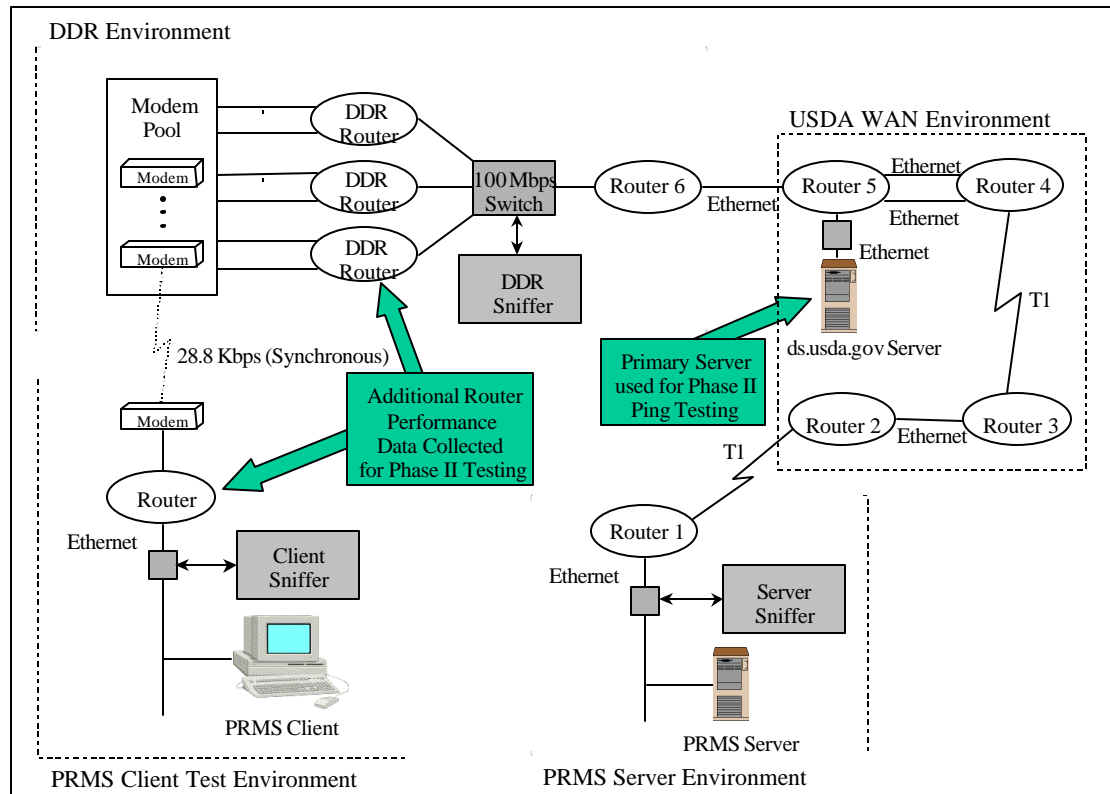 DDR Environment
Modem
Pool
Modem
Modem
DDR
Router
DDR
Router
DDR
Router
100 Mbps
Switch
DDR
Sniffer
Router 6
Ethernet
USDA WAN Environment
Router 5
Ethernet
Ethernet
Router 4
Ethernet
ds.usda.gov Server
T1
Primary Server
used for Phase II
Ping Testing
Router 2
Ethernet
Router 3
T1
28.8 Kbps (Synchronous)
Additional Router
Performance
Data Collected
for Phase II Testing
Modem
Router
Ethernet
Client
Sniffer
PRMS Client
PRMS Client Test Environment
Router 1
Ethernet
Server
Sniffer
PRMS Server
PRMS Server Environment